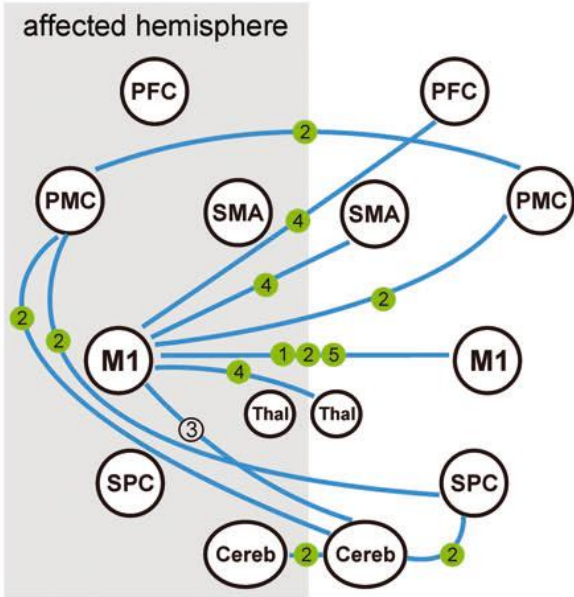 affected hemisphere
PFC PFC
2
PMC SMA SMA PMC
4
4
2
2
2
M1 1 2 5 M1
4
Thal Thal
3
SPC SPC
Cereb 2 Cereb 2